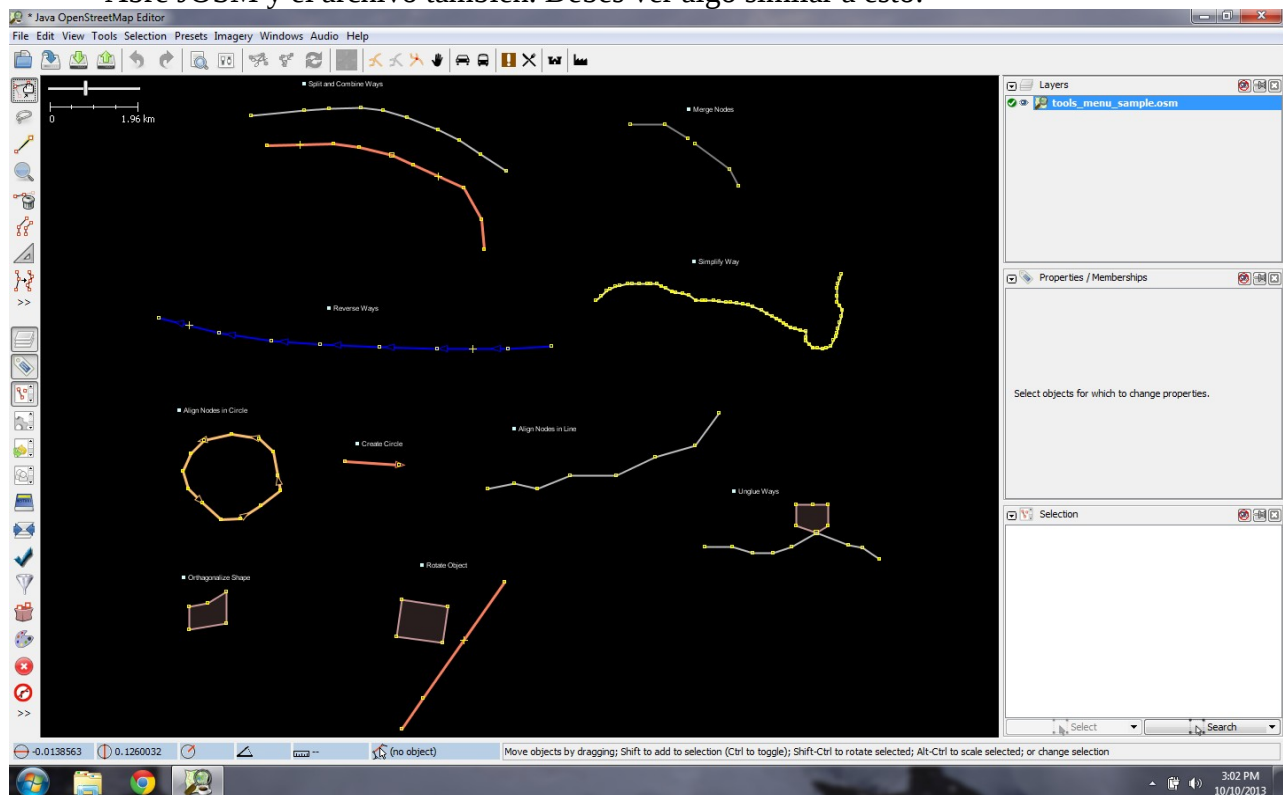 Abre JOSM y el archivo también. Debes ver algo similar a esto:
* Java OpenStreetMap Editor
File Edit View Tools Selection Presets Imagery Windows Audio Help
0 1.96 km
Split and Combine Ways
Merge Nodes
Simplify Way
Reverse Ways
Align Nodes in Circle
Create Circle
Align Nodes in Line
Unglue Ways
Orthagonalize Shape
Rotate Object
>>
>>
Layers
tools_menu_sample.osm
Properties / Memberships
Select objects for which to change properties.
Selection
Select
Search
-0.0138563 0.1260032 -- (no object) Move objects by dragging; Shift to add to selection (Ctrl to toggle); Shift-Ctrl to rotate selected; Alt-Ctrl to scale selected; or change selection
3:02 PM
10/10/2013